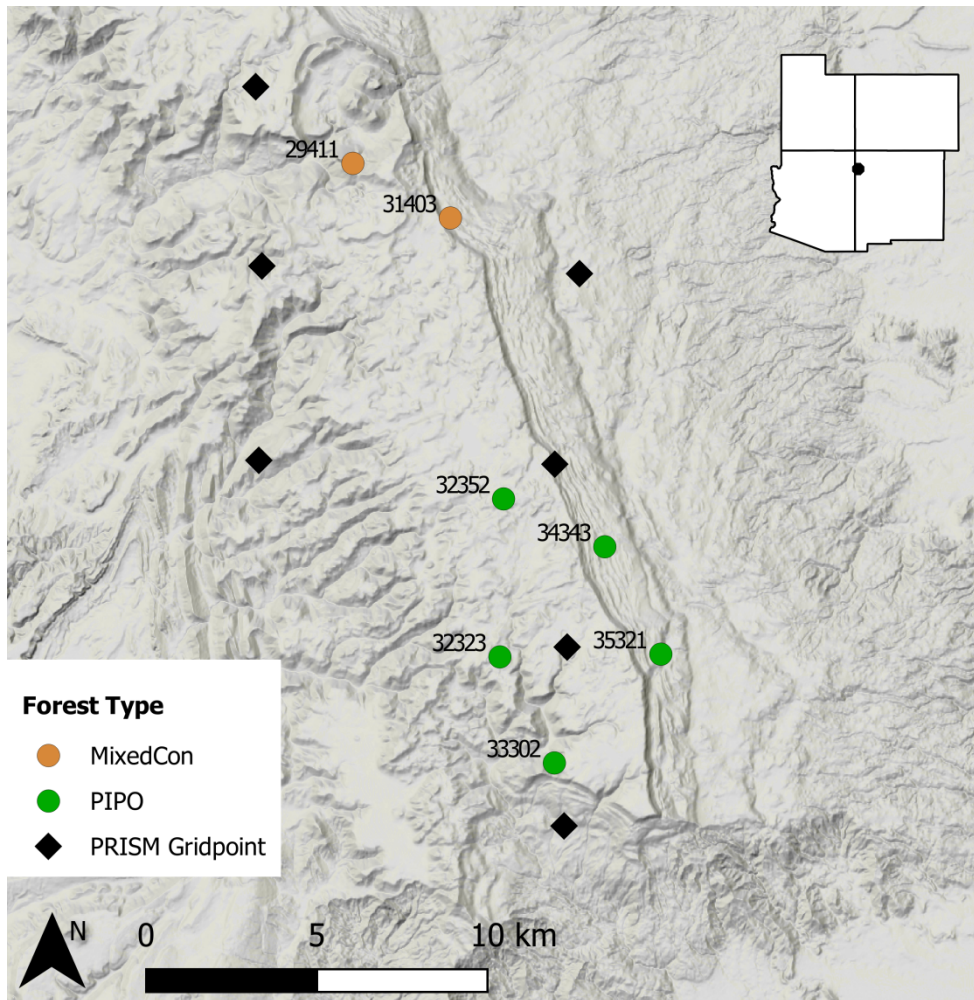 29411
31403
32352
34343
32323
35321
33302
Forest Type
MixedCon
PIPO
PRISM Gridpoint
N
0 5 10 km